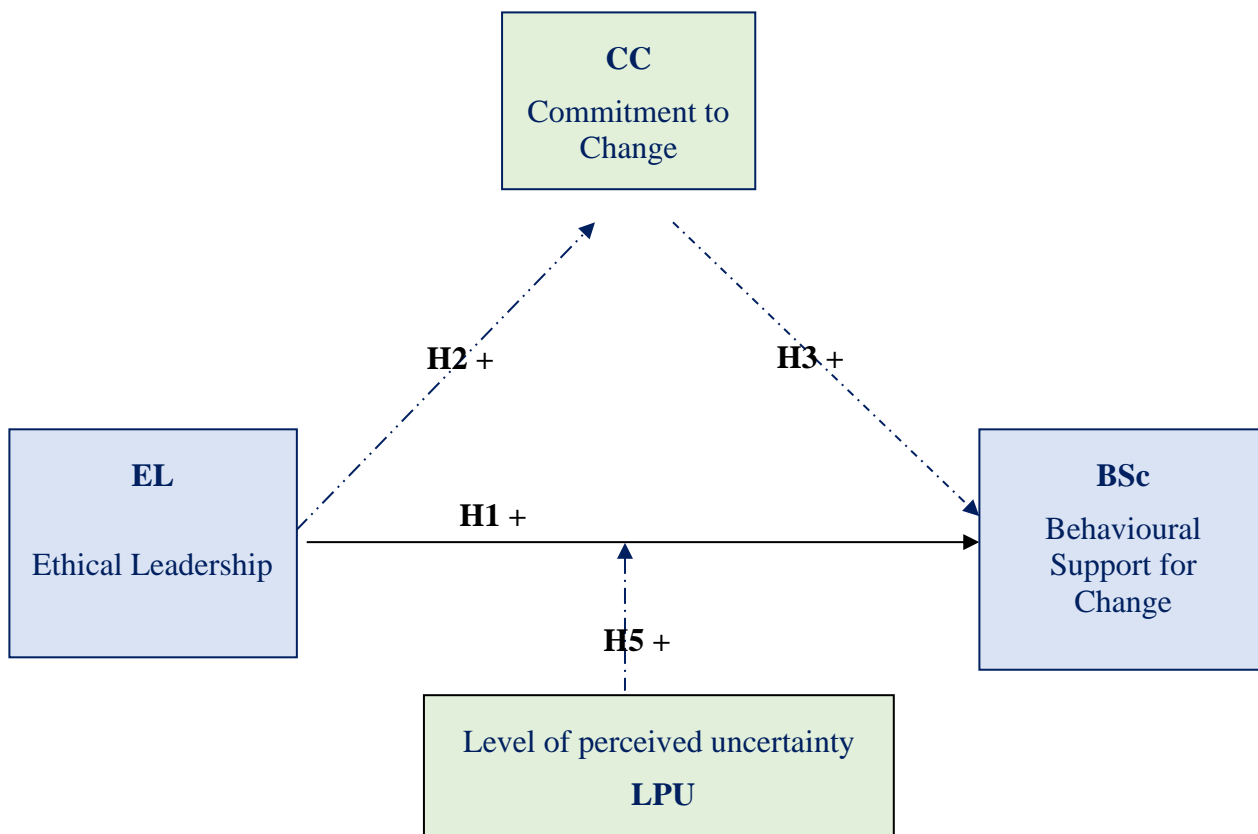 CC
Commitment to
Change
H2 +
H3 +
EL
Ethical Leadership
H1 +
BSc
Behavioural
Support for
Change
H5 +
Level of perceived uncertainty
LPU